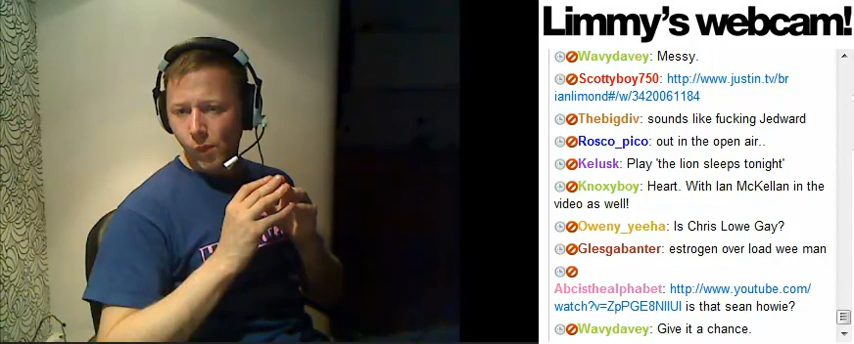 Limmy's webcam!
Wavydavey: Messy.
Scottyboy750: http://www.justin.tv/br
ianlimond#/w/3420061184
Thebigdiv: sounds like fucking Jedward
Rosco_pico: out in the open air..
Kelusk: Play 'the lion sleeps tonight'
Knoxyboy: Heart. With Ian McKellan in the
video as well!
Oweny_yeeha: Is Chris Lowe Gay?
Glesgabanter: estrogen over load wee man
Abcisthealphabet: http://www.youtube.com/
watch?v=ZpPGE8NlIUI is that sean howie?
Wavydavey: Give it a chance.